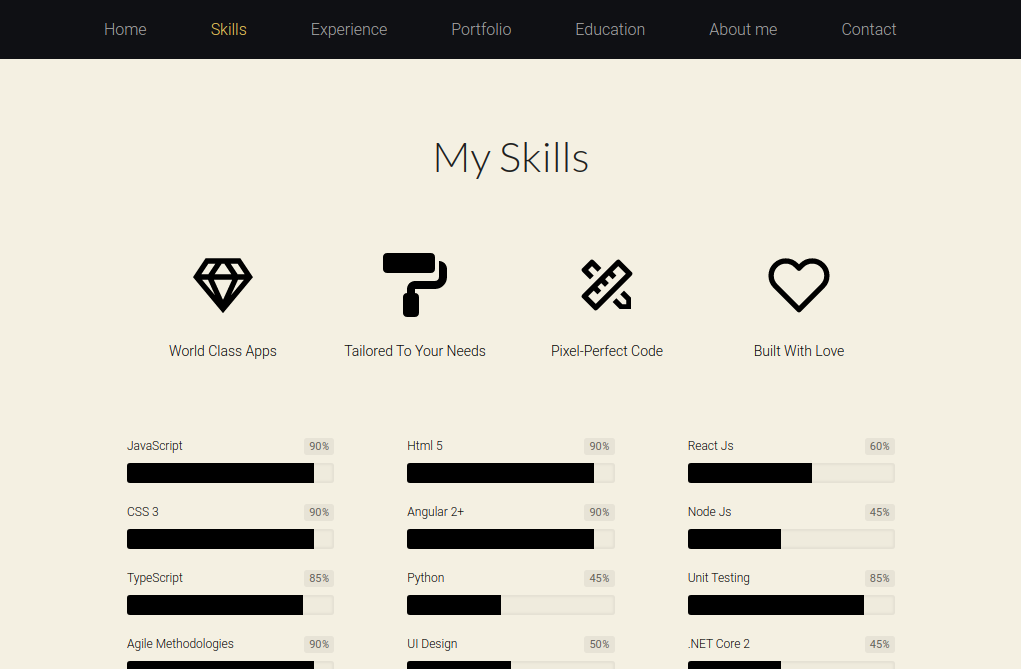 Home Skills Experience Portfolio Education About me Contact
My Skills
World Class Apps Tailored To Your Needs Pixel-Perfect Code Built With Love
JavaScript 90% Html 5 90% React Js 60%
CSS 3 90% Angular 2+ 90% Node Js 45%
TypeScript 85% Python 45% Unit Testing 85%
Agile Methodologies 90% UI Design 50% .NET Core 2 45%